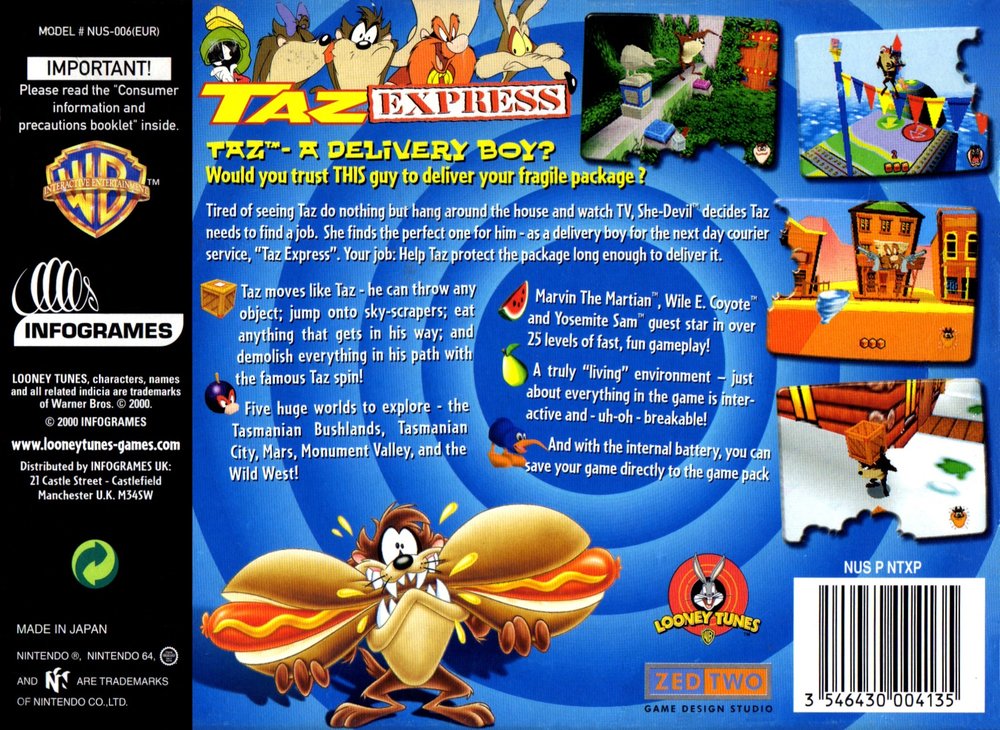 MODEL # NUS-006(EUR)
IMPORTANT!
Please read the "Consumer
information and
precautions booklet" inside.
WB
INTERACTIVE ENTERTAINMENT
TM
INFOGRAMES
LOONEY TUNES, characters, names
and all related indicia are trademarks
of Warner Bros. © 2000.
© 2000 INFOGRAMES
www.looneytunes-games.com
Distributed by INFOGRAMES UK:
21 Castle Street - Castlefield
Manchester U.K. M34SW
MADE IN JAPAN
NINTENDO ®, NINTENDO 64,
AND N ARE TRADEMARKS
OF NINTENDO CO.,LTD.
TAZ EXPRESS
TAZ™- A DELIVERY BOY?
Would you trust THIS guy to deliver your fragile package ?
Tired of seeing Taz do nothing but hang around the house and watch TV, She-Devil™ decides Taz
needs to find a job. She finds the perfect one for him - as a delivery boy for the next day courier
service, "Taz Express". Your job: Help Taz protect the package long enough to deliver it.
Taz moves like Taz - he can throw any
object; jump onto sky-scrapers; eat
anything that gets in his way; and
demolish everything in his path with
the famous Taz spin!
Five huge worlds to explore - the
Tasmanian Bushlands, Tasmanian
City, Mars, Monument Valley, and the
Wild West!
Marvin The Martian™, Wile E. Coyote™
and Yosemite Sam™ guest star in over
25 levels of fast, fun gameplay!
A truly "living" environment – just
about everything in the game is inter-
active and - uh-oh - breakable!
And with the internal battery, you can
save your game directly to the game pack
LOONEY TUNES
WB
ZED TWO
GAME DESIGN STUDIO
NUS P NTXP
3 546430 004135